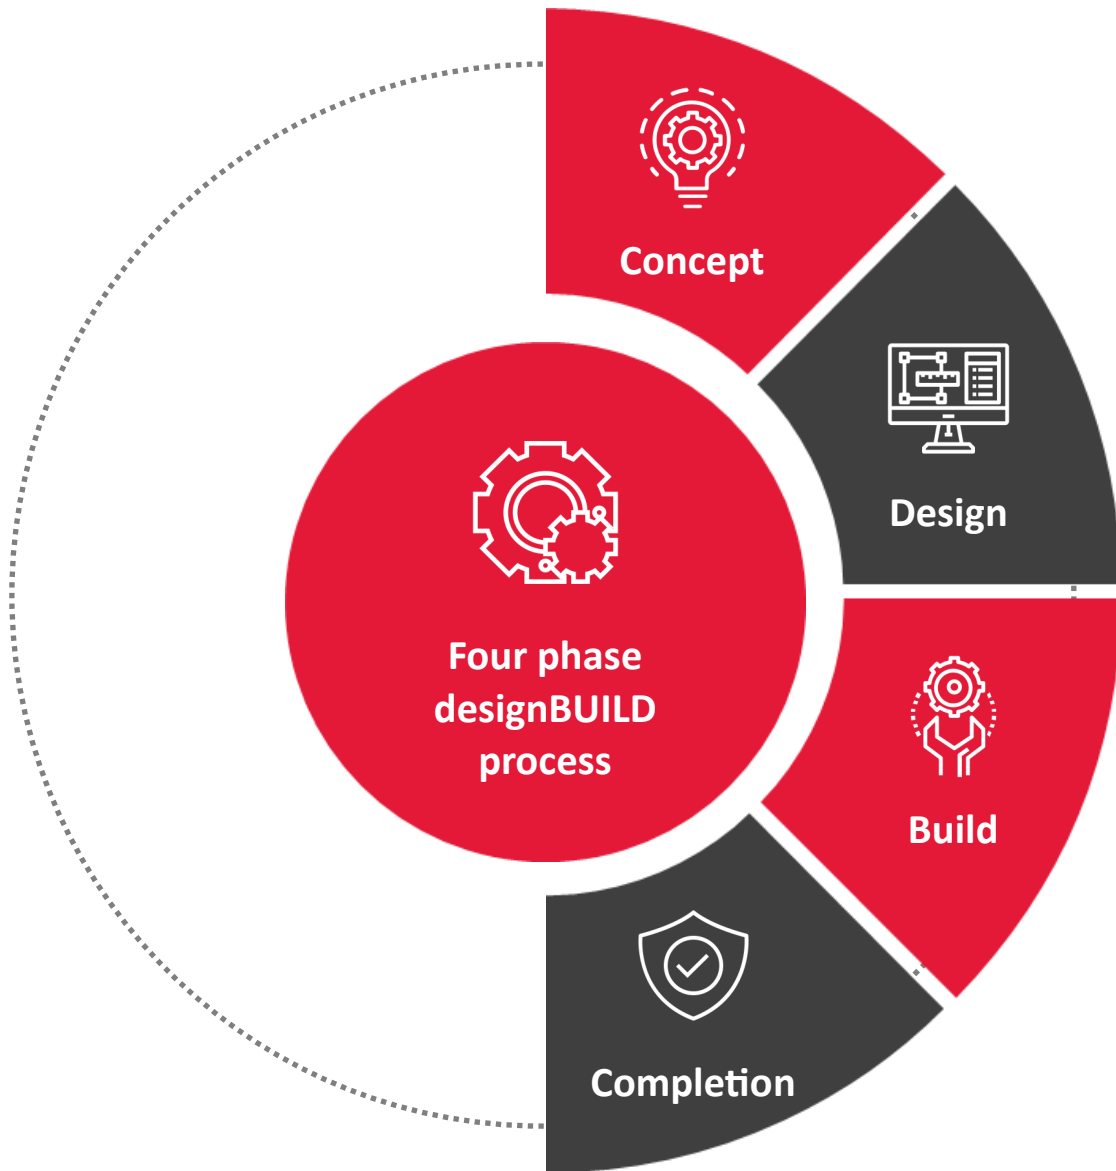 Concept
Design
Four phase
designBUILD
process
Build
Completion